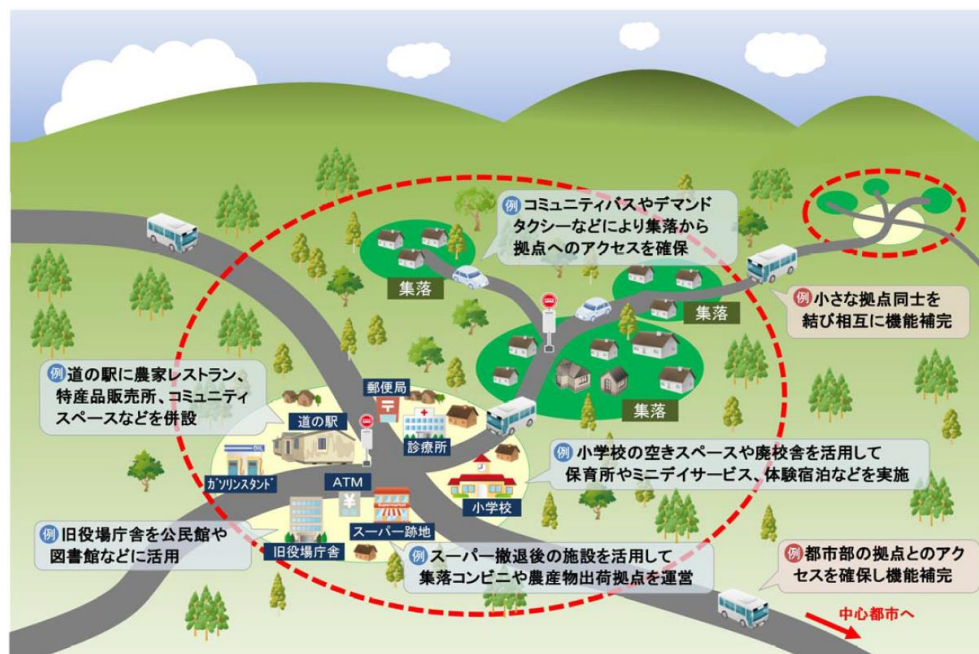 例 コミュニティバスやデマンド
タクシーなどにより集落から
拠点へのアクセスを確保
集落
集落
例 小さな拠点同士を
結び相互に機能補完
集落
例 道の駅に農家レストラン、
特産品販売所、コミュニティ
スペースなどを併設
郵便局
道の駅
診療所
ガソリンスタンド
ATM
小学校
例 小学校の空きスペースや廃校舎を活用して
保育所やミニデイサービス、体験宿泊などを実施
スーパー跡地
旧役場庁舎
例 旧役場庁舎を公民館や
図書館などに活用
例 スーパー撤退後の施設を活用して
集落コンビニや農産物出荷拠点を運営
例 都市部の拠点とのアク
セスを確保し機能補完
中心都市へ